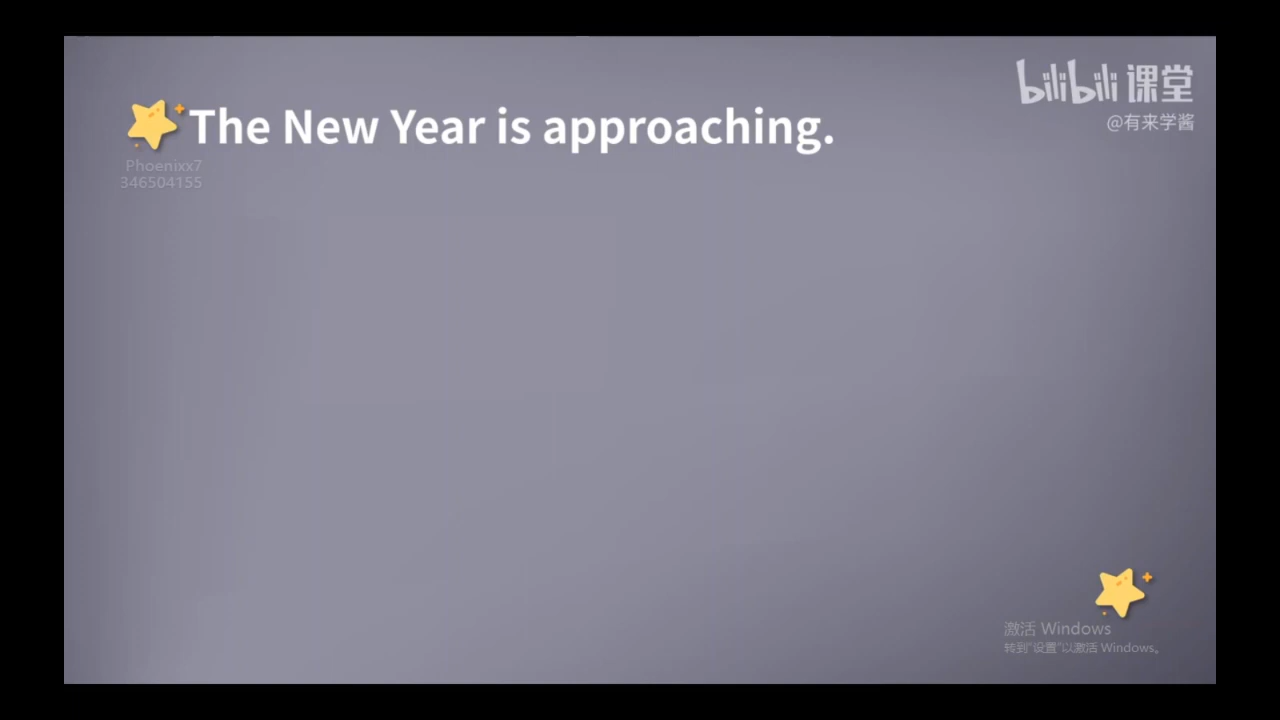 bilibili 课堂
@有来学酱
The New Year is approaching.
Phoenixx7
346504155
激活 Windows
转到"设置"以激活 Windows。